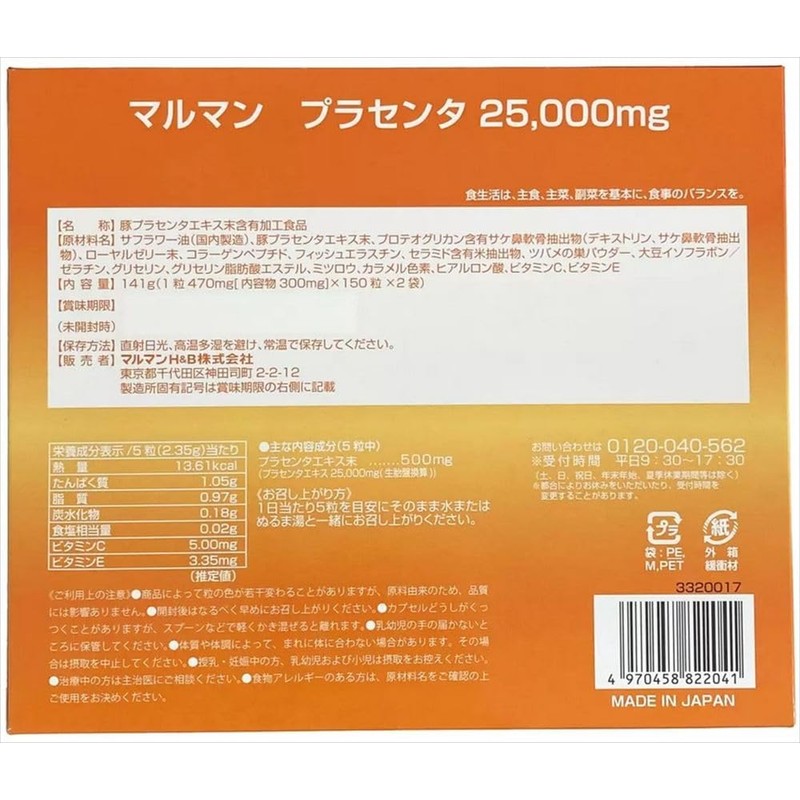 マルマン　プラセンタ 25,000mg
食生活は、主食、主菜、副菜を基本に、食事のバランスを。
【名　　称】豚プラセンタエキス末含有加工食品
【原材料名】サフラワー油(国内製造)、豚プラセンタエキス末、プロテオグリカン含有サケ鼻軟骨抽出物(デキストリン、サケ鼻軟骨抽出物)、ローヤルゼリー末、コラーゲンペプチド、フィッシュエラスチン、セラミド含有米抽出物、ツバメの巣パウダー、大豆イソフラボン/ゼラチン、グリセリン、グリセリン脂肪酸エステル、ミツロウ、カラメル色素、ヒアルロン酸、ビタミンC、ビタミンE
【内 容 量】141g(1粒 470mg[内容物 300mg]×150粒×2袋)
【賞味期限】
(未開封時)
【保存方法】直射日光、高温多湿を避け、常温で保存してください。
【販 売 者】マルマンH&B株式会社
東京都千代田区神田司町 2-2-12
製造所固有記号は賞味期限の右側に記載
栄養成分表示/5粒(2.35g)当たり
熱　量 13.61kcal
たんぱく質 1.05g
脂　質 0.97g
炭水化物 0.18g
食塩相当量 0.02g
ビタミンC 5.00mg
ビタミンE 3.35mg
(推定値)
●主な内容成分(5粒中)
プラセンタエキス末 ……500mg
(プラセンタエキス 25,000mg(生胎盤換算))
〈お召し上がり方〉
1日当たり5粒を目安にそのまま水または
ぬるま湯と一緒にお召し上がりください。
お問い合わせは 0120-040-562
※受付時間　平日9:30〜17:30
(土、日、祝日、年末年始、夏季休業期間等は除く)
※都合によりお休みをいただいたり、受付時間を
変更することがあります。
プラ
袋：PE,
M,PET
紙
外 箱
緩衝材
《ご利用上の注意》●商品によって粒の色が若干変わることがありますが、原料由来のため、品質
には影響ありません。●開封後はなるべく早めにお召し上がりください。●カプセルどうしがくっ
つくことがありますが、スプーンなどで軽くかき混ぜると離れます。●乳幼児の手の届かないと
ころに保管してください。●体質や体調によって、まれに体に合わない場合があります。その場
合は摂取を中止してください。●授乳・妊娠中の方、乳幼児および小児は摂取をお控えください。
●治療中の方は主治医にご相談ください。●食物アレルギーのある方は、原材料名をご確認の上
ご使用をお決めください。
3320017
4 970458 822041
MADE IN JAPAN